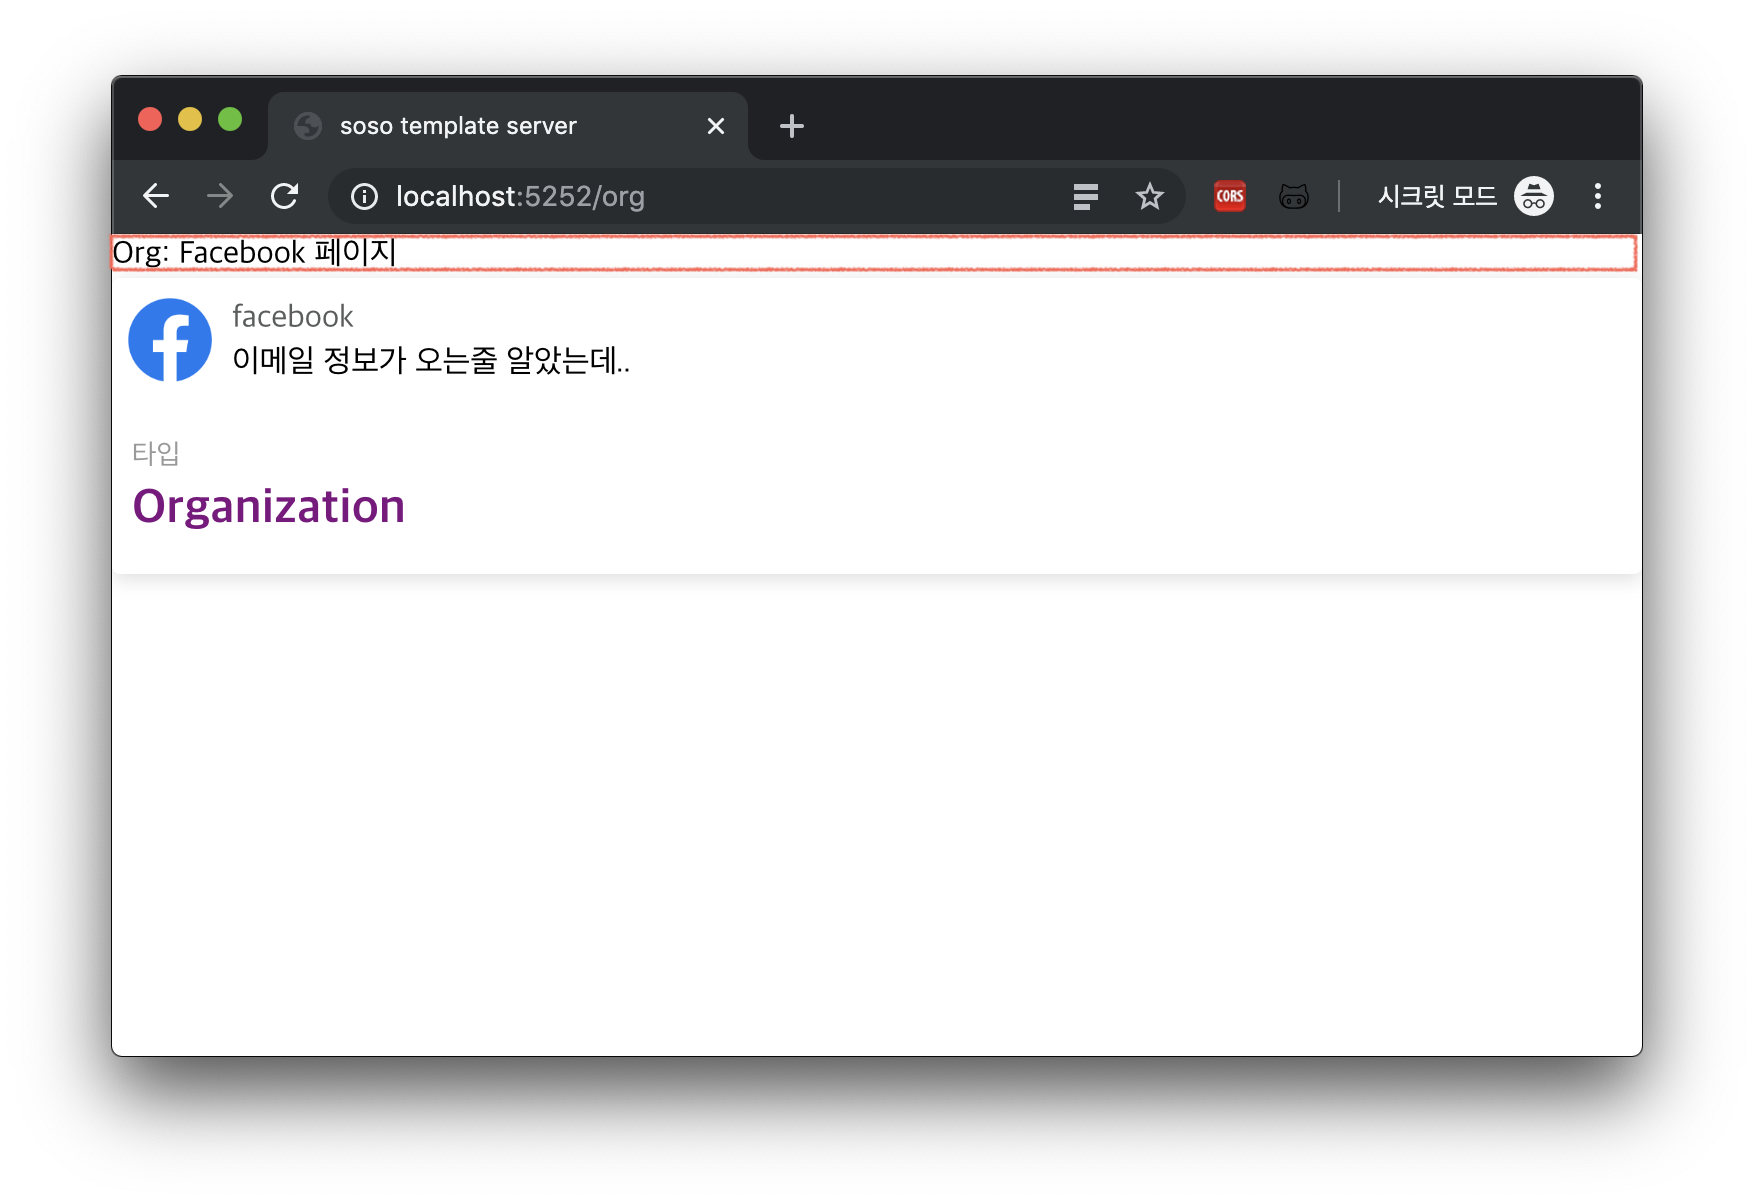 soso template server
localhost:5252/org
CORS
시크릿 모드
Org: Facebook 페이지
facebook
이메일 정보가 오는줄 알았는데..
타입
Organization